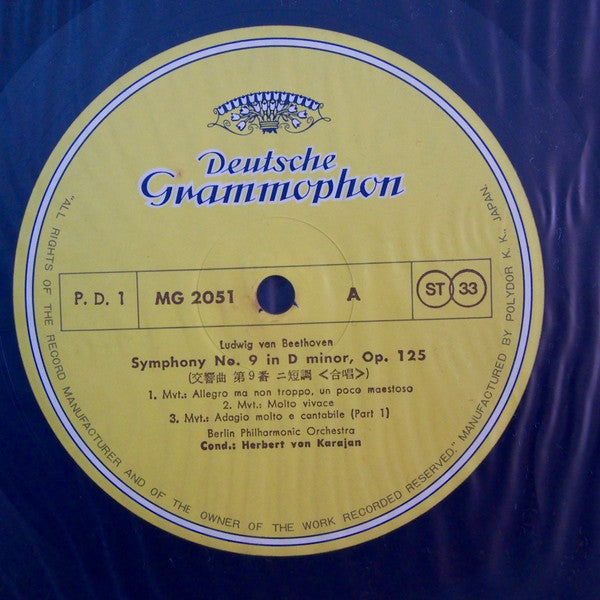 Deutsche
Grammophon
P. D. 1 MG 2051 A ST 33
Ludwig van Beethoven
Symphony No. 9 in D minor, Op. 125
(交響曲 第9番 ニ短調 <合唱>)
1. Mvt.: Allegro ma non troppo, un poco maestoso
2. Mvt.: Molto vivace
3. Mvt.: Adagio molto e cantabile (Part 1)
Berlin Philharmonic Orchestra
Cond.: Herbert von Karajan
"ALL RIGHTS OF THE RECORD MANUFACTURER AND OF THE OWNER OF THE WORK RECORDED RESERVED." MANUFACTURED BY POLYDOR K. K., JAPAN.